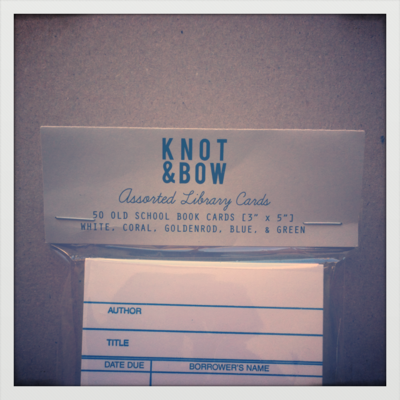 KNOT
&BOW
Assorted Library Cards
50 OLD SCHOOL BOOK CARDS [3" x 5"]
WHITE, CORAL, GOLDENROD, BLUE, & GREEN
AUTHOR
TITLE
DATE DUE BORROWER'S NAME